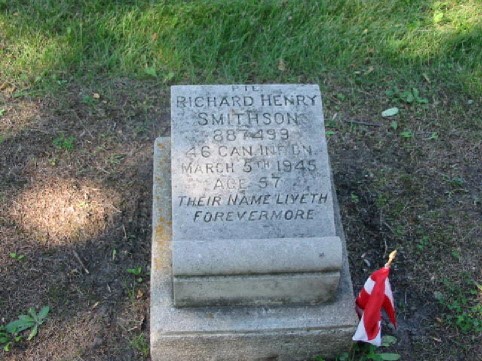 PTE.
RICHARD HENRY
SMITHSON
887499
46 CAN. INF. BN.
MARCH 5TH 1945
AGE 57
THEIR NAME LIVETH
FOREVERMORE